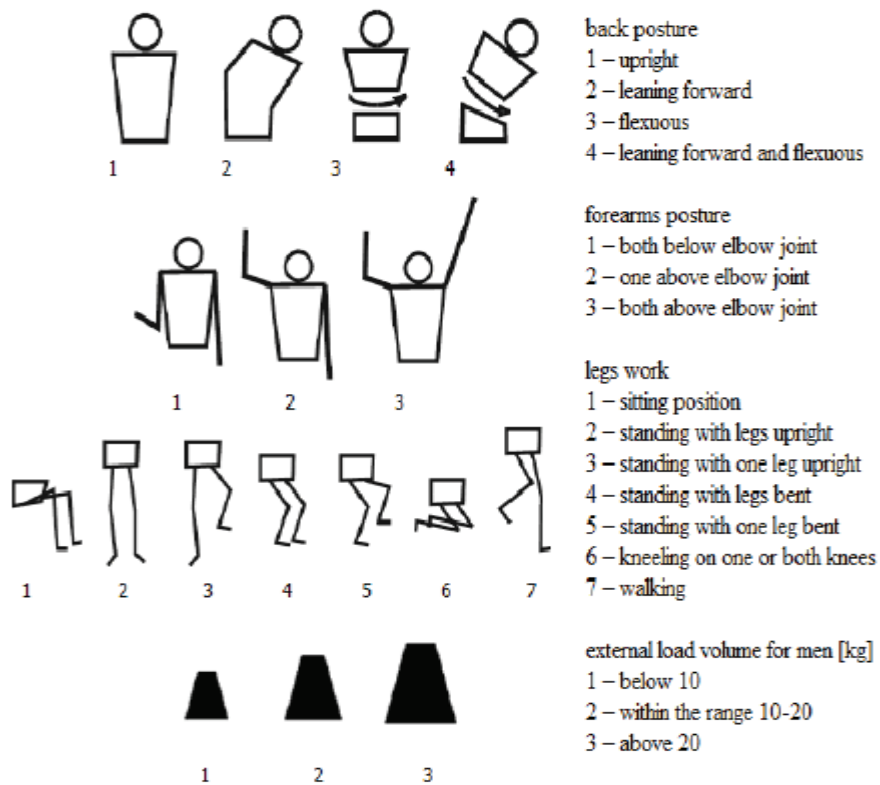 back posture
1 – upright
2 – leaning forward
3 – flexuous
4 – leaning forward and flexuous
1 2 3 4
forearms posture
1 – both below elbow joint
2 – one above elbow joint
3 – both above elbow joint
1 2 3
legs work
1 – sitting position
2 – standing with legs upright
3 – standing with one leg upright
4 – standing with legs bent
5 – standing with one leg bent
6 – kneeling on one or both knees
7 – walking
1 2 3 4 5 6 7
external load volume for men [kg]
1 – below 10
2 – within the range 10-20
3 – above 20
1 2 3